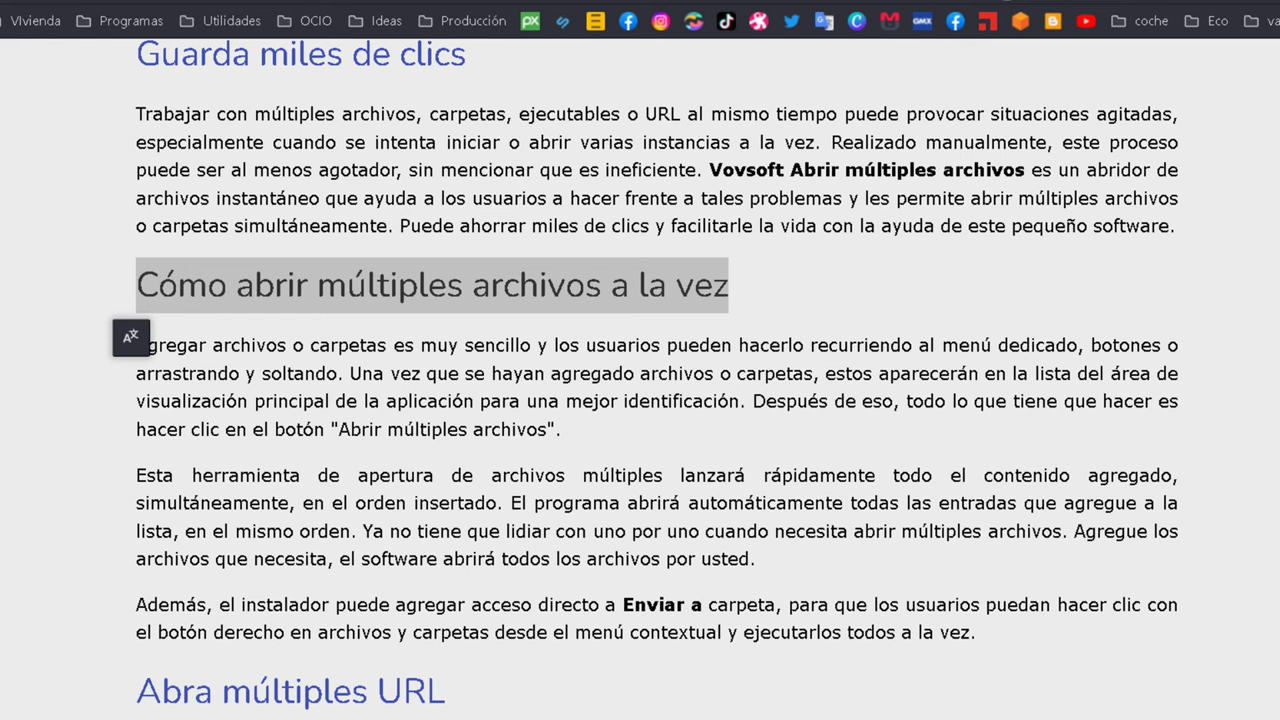 VIvienda Programas Utilidades OCIO Ideas Producción GMX coche Eco
Guarda miles de clics
Trabajar con múltiples archivos, carpetas, ejecutables o URL al mismo tiempo puede provocar situaciones agitadas,
especialmente cuando se intenta iniciar o abrir varias instancias a la vez. Realizado manualmente, este proceso
puede ser al menos agotador, sin mencionar que es ineficiente. Vovsoft Abrir múltiples archivos es un abridor de
archivos instantáneo que ayuda a los usuarios a hacer frente a tales problemas y les permite abrir múltiples archivos
o carpetas simultáneamente. Puede ahorrar miles de clics y facilitarle la vida con la ayuda de este pequeño software.
Cómo abrir múltiples archivos a la vez
gregar archivos o carpetas es muy sencillo y los usuarios pueden hacerlo recurriendo al menú dedicado, botones o
arrastrando y soltando. Una vez que se hayan agregado archivos o carpetas, estos aparecerán en la lista del área de
visualización principal de la aplicación para una mejor identificación. Después de eso, todo lo que tiene que hacer es
hacer clic en el botón "Abrir múltiples archivos".
Esta herramienta de apertura de archivos múltiples lanzará rápidamente todo el contenido agregado,
simultáneamente, en el orden insertado. El programa abrirá automáticamente todas las entradas que agregue a la
lista, en el mismo orden. Ya no tiene que lidiar con uno por uno cuando necesita abrir múltiples archivos. Agregue los
archivos que necesita, el software abrirá todos los archivos por usted.
Además, el instalador puede agregar acceso directo a Enviar a carpeta, para que los usuarios puedan hacer clic con
el botón derecho en archivos y carpetas desde el menú contextual y ejecutarlos todos a la vez.
Abra múltiples URL